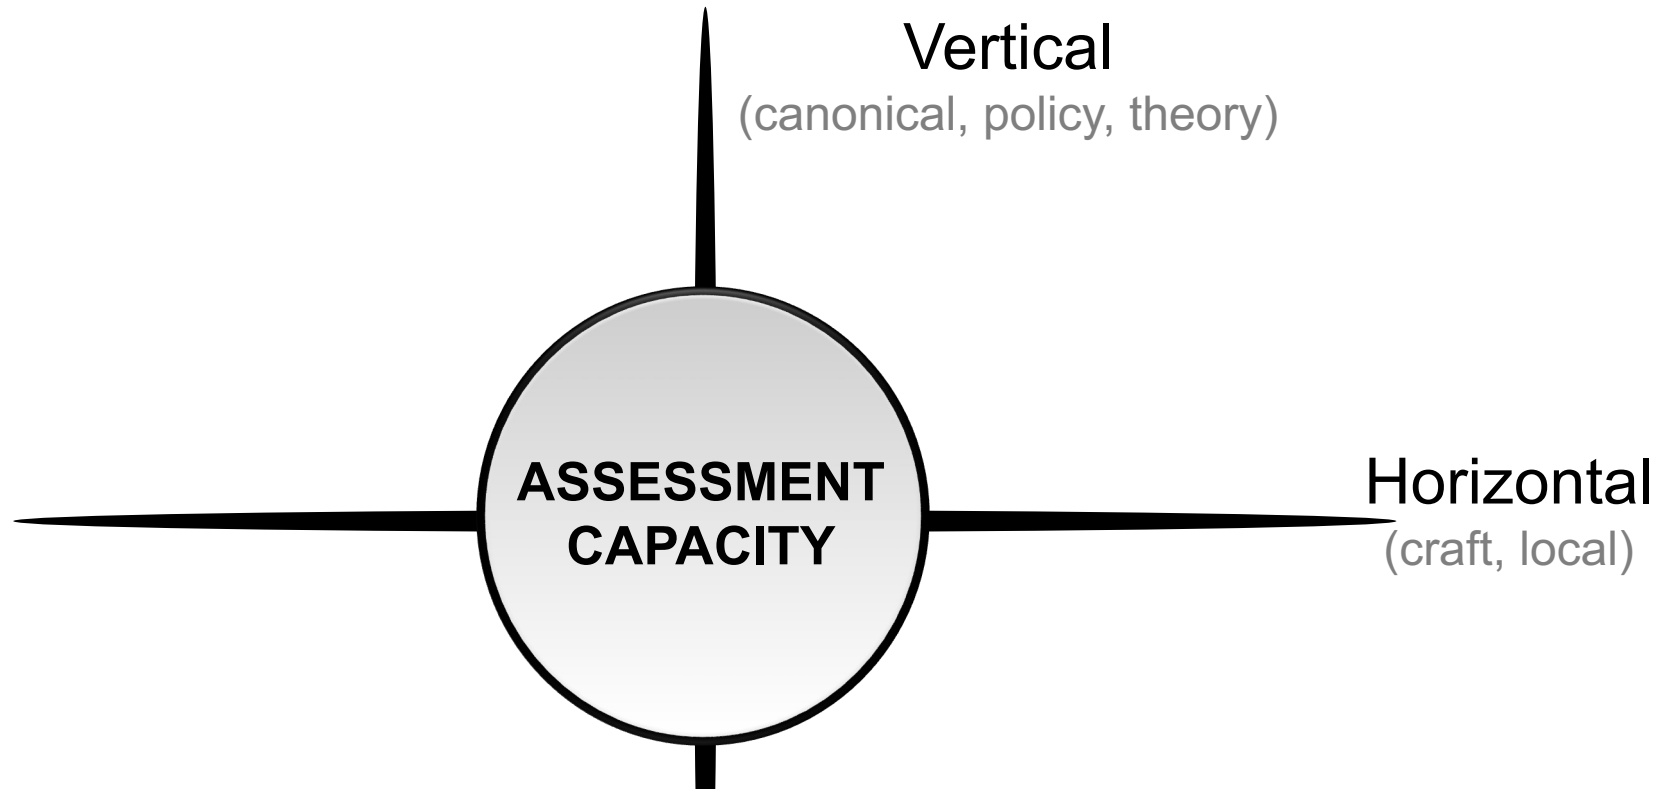 Vertical
(canonical, policy, theory)
ASSESSMENT
CAPACITY
Horizontal
(craft, local)